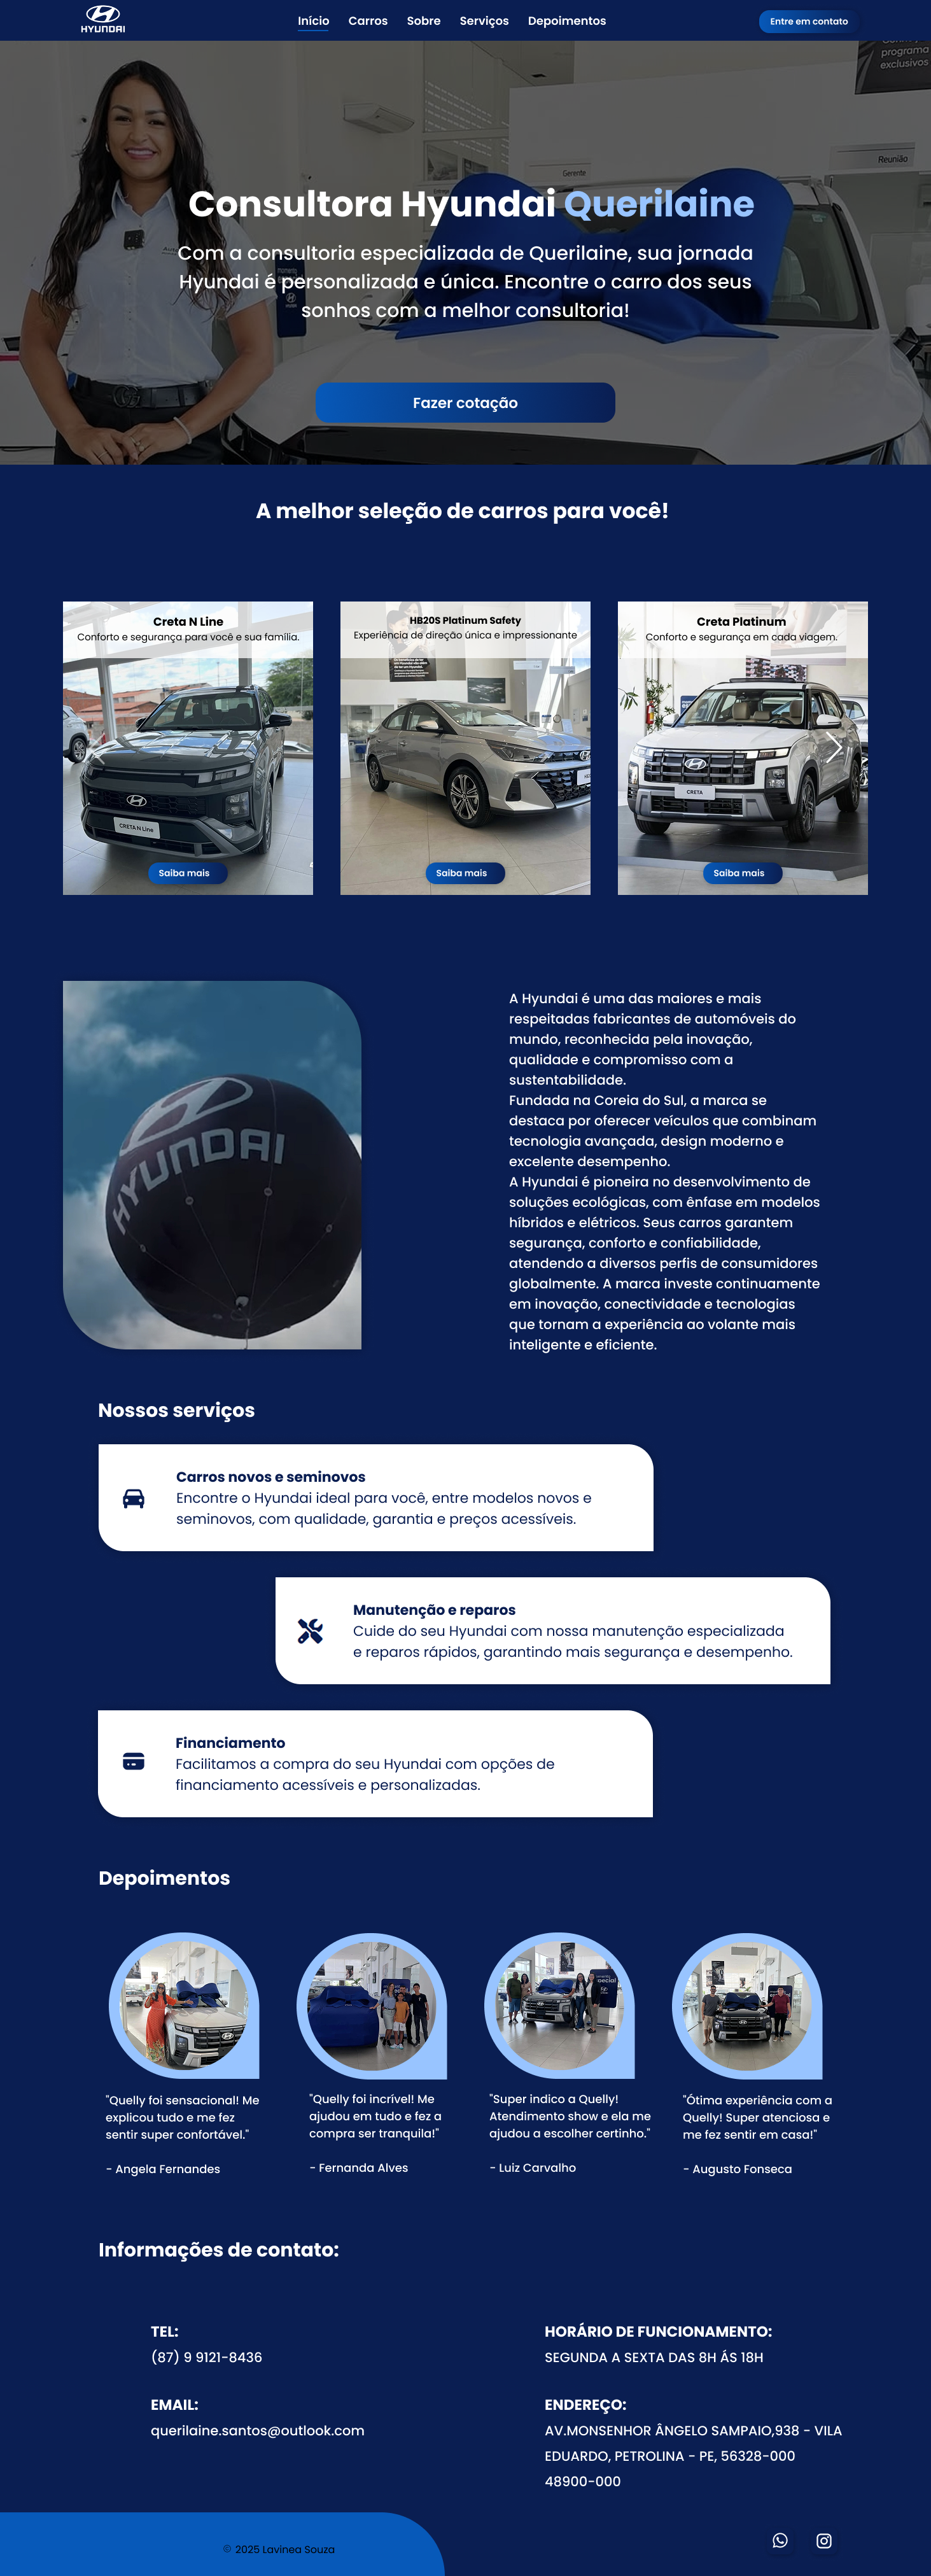 HYUNDAI
Início Carros Sobre Serviços Depoimentos
Entre em contato
programa
exclusivos
Gerente
Reunião
Consultora Hyundai Querilaine
Com a consultoria especializada de Querilaine, sua jornada
Hyundai é personalizada e única. Encontre o carro dos seus
sonhos com a melhor consultoria!
Fazer cotação
A melhor seleção de carros para você!
Creta N Line
Conforto e segurança para você e sua família.
CRETA N Line
Saiba mais
HB20S Platinum Safety
Experiência de direção única e impressionante
Saiba mais
Creta Platinum
Conforto e segurança em cada viagem.
CRETA
Saiba mais
HYUNDAI
A Hyundai é uma das maiores e mais
respeitadas fabricantes de automóveis do
mundo, reconhecida pela inovação,
qualidade e compromisso com a
sustentabilidade.
Fundada na Coreia do Sul, a marca se
destaca por oferecer veículos que combinam
tecnologia avançada, design moderno e
excelente desempenho.
A Hyundai é pioneira no desenvolvimento de
soluções ecológicas, com ênfase em modelos
híbridos e elétricos. Seus carros garantem
segurança, conforto e confiabilidade,
atendendo a diversos perfis de consumidores
globalmente. A marca investe continuamente
em inovação, conectividade e tecnologias
que tornam a experiência ao volante mais
inteligente e eficiente.
Nossos serviços
Carros novos e seminovos
Encontre o Hyundai ideal para você, entre modelos novos e
seminovos, com qualidade, garantia e preços acessíveis.
Manutenção e reparos
Cuide do seu Hyundai com nossa manutenção especializada
e reparos rápidos, garantindo mais segurança e desempenho.
Financiamento
Facilitamos a compra do seu Hyundai com opções de
financiamento acessíveis e personalizadas.
Depoimentos
"Quelly foi sensacional! Me
explicou tudo e me fez
sentir super confortável."
- Angela Fernandes
"Quelly foi incrível! Me
ajudou em tudo e fez a
compra ser tranquila!"
- Fernanda Alves
"Super indico a Quelly!
Atendimento show e ela me
ajudou a escolher certinho."
- Luiz Carvalho
"Ótima experiência com a
Quelly! Super atenciosa e
me fez sentir em casa!"
- Augusto Fonseca
Informações de contato:
TEL:
(87) 9 9121-8436
EMAIL:
querilaine.santos@outlook.com
HORÁRIO DE FUNCIONAMENTO:
SEGUNDA A SEXTA DAS 8H ÁS 18H
ENDEREÇO:
AV.MONSENHOR ÂNGELO SAMPAIO,938 - VILA
EDUARDO, PETROLINA - PE, 56328-000
48900-000
© 2025 Lavinea Souza